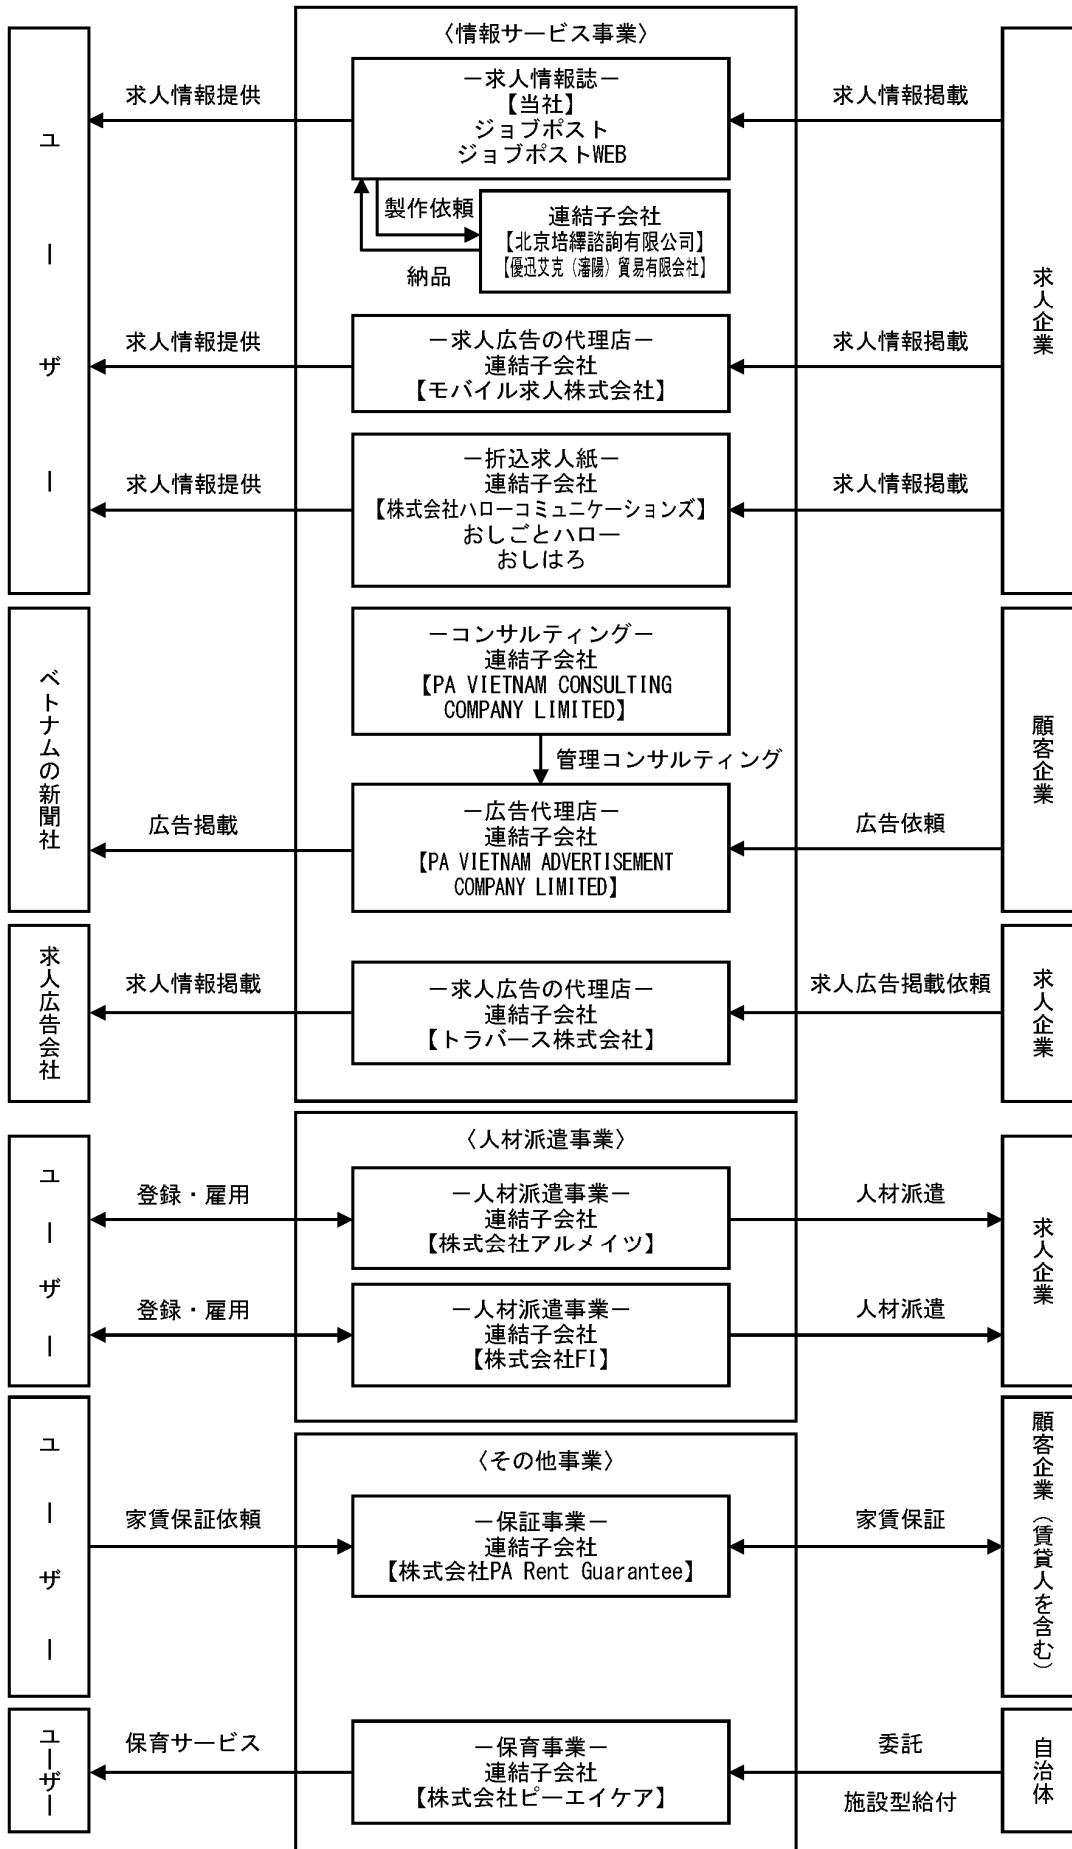 〈情報サービス事業〉
ユーザー
求人情報提供
－求人情報誌－
【当社】
ジョブポスト
ジョブポストWEB
求人情報掲載
求人企業
製作依頼
納品
連結子会社
【北京培繹諮詢有限公司】
【優迅艾克（瀋陽）貿易有限会社】
求人情報提供
－求人広告の代理店－
連結子会社
【モバイル求人株式会社】
求人情報掲載
求人情報提供
－折込求人紙－
連結子会社
【株式会社ハローコミュニケーションズ】
おしごとハロー
おしはろ
求人情報掲載
ベトナムの新聞社
－コンサルティング－
連結子会社
【PA VIETNAM CONSULTING
COMPANY LIMITED】
顧客企業
管理コンサルティング
広告掲載
－広告代理店－
連結子会社
【PA VIETNAM ADVERTISEMENT
COMPANY LIMITED】
広告依頼
求人広告会社
求人情報掲載
－求人広告の代理店－
連結子会社
【トラバース株式会社】
求人広告掲載依頼
求人企業
〈人材派遣事業〉
ユーザー
登録・雇用
－人材派遣事業－
連結子会社
【株式会社アルメイツ】
人材派遣
求人企業
登録・雇用
－人材派遣事業－
連結子会社
【株式会社FI】
人材派遣
〈その他事業〉
ユーザー
家賃保証依頼
－保証事業－
連結子会社
【株式会社PA Rent Guarantee】
家賃保証
顧客企業（賃貸人を含む）
ユーザー
保育サービス
－保育事業－
連結子会社
【株式会社ピーエイケア】
委託
施設型給付
自治体